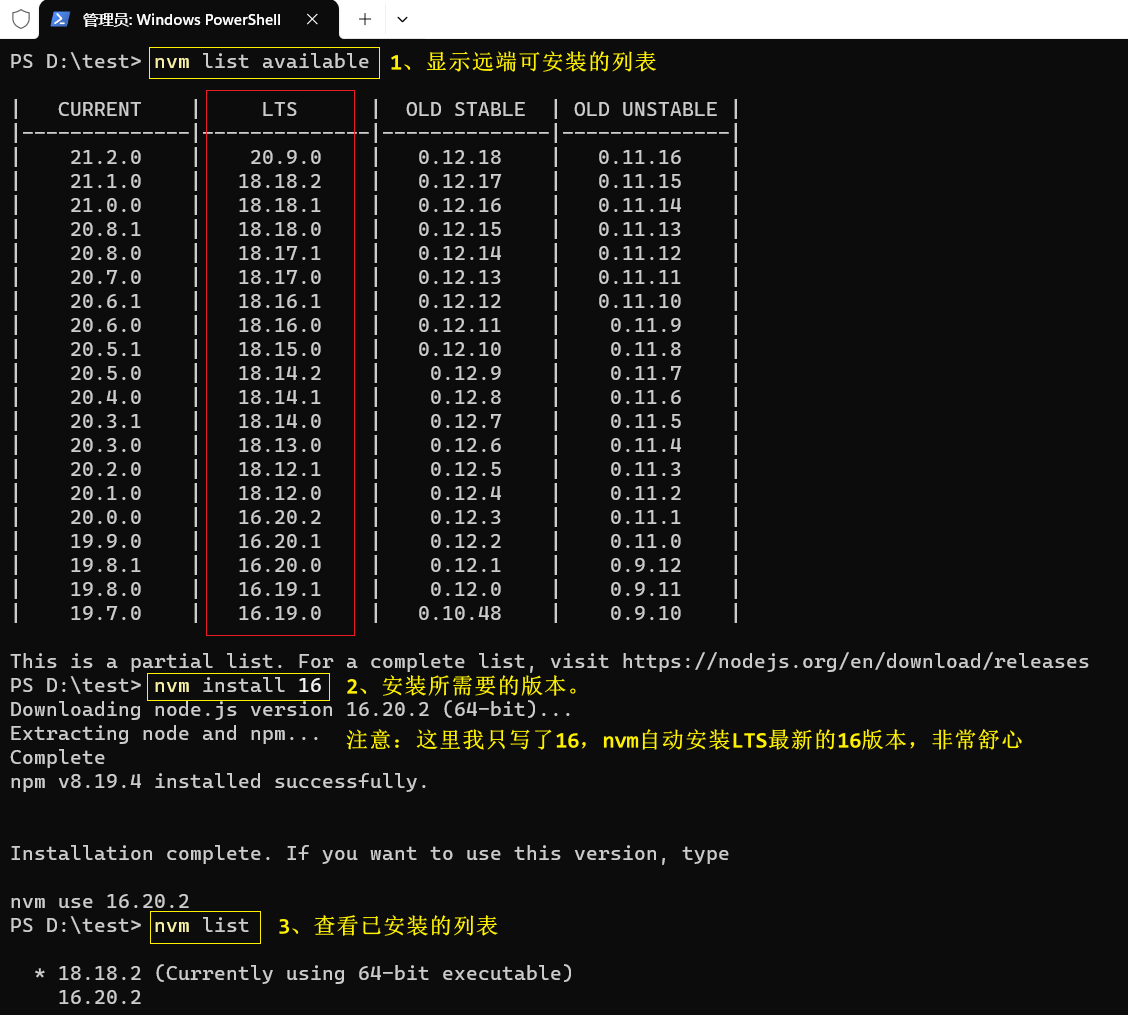 管理员: Windows PowerShell
PS D:\test> nvm list available 1、显示远端可安装的列表
|   CURRENT    |     LTS      |  OLD STABLE  | OLD UNSTABLE |
|--------------|--------------|--------------|--------------|
|    21.2.0    |    20.9.0    |   0.12.18    |   0.11.16    |
|    21.1.0    |   18.18.2    |   0.12.17    |   0.11.15    |
|    21.0.0    |   18.18.1    |   0.12.16    |   0.11.14    |
|    20.8.1    |   18.18.0    |   0.12.15    |   0.11.13    |
|    20.8.0    |   18.17.1    |   0.12.14    |   0.11.12    |
|    20.7.0    |   18.17.0    |   0.12.13    |   0.11.11    |
|    20.6.1    |   18.16.1    |   0.12.12    |   0.11.10    |
|    20.6.0    |   18.16.0    |   0.12.11    |    0.11.9    |
|    20.5.1    |   18.15.0    |   0.12.10    |    0.11.8    |
|    20.5.0    |   18.14.2    |    0.12.9    |    0.11.7    |
|    20.4.0    |   18.14.1    |    0.12.8    |    0.11.6    |
|    20.3.1    |   18.14.0    |    0.12.7    |    0.11.5    |
|    20.3.0    |   18.13.0    |    0.12.6    |    0.11.4    |
|    20.2.0    |   18.12.1    |    0.12.5    |    0.11.3    |
|    20.1.0    |   18.12.0    |    0.12.4    |    0.11.2    |
|    20.0.0    |   16.20.2    |    0.12.3    |    0.11.1    |
|    19.9.0    |   16.20.1    |    0.12.2    |    0.11.0    |
|    19.8.1    |   16.20.0    |    0.12.1    |    0.9.12    |
|    19.8.0    |   16.19.1    |    0.12.0    |    0.9.11    |
|    19.7.0    |   16.19.0    |   0.10.48    |    0.9.10    |
This is a partial list. For a complete list, visit https://nodejs.org/en/download/releases
PS D:\test> nvm install 16 2、安装所需要的版本。
Downloading node.js version 16.20.2 (64-bit)...
Extracting node and npm... 注意：这里我只写了16，nvm自动安装LTS最新的16版本，非常舒心
Complete
npm v8.19.4 installed successfully.
Installation complete. If you want to use this version, type
nvm use 16.20.2
PS D:\test> nvm list 3、查看已安装的列表
* 18.18.2 (Currently using 64-bit executable)
16.20.2